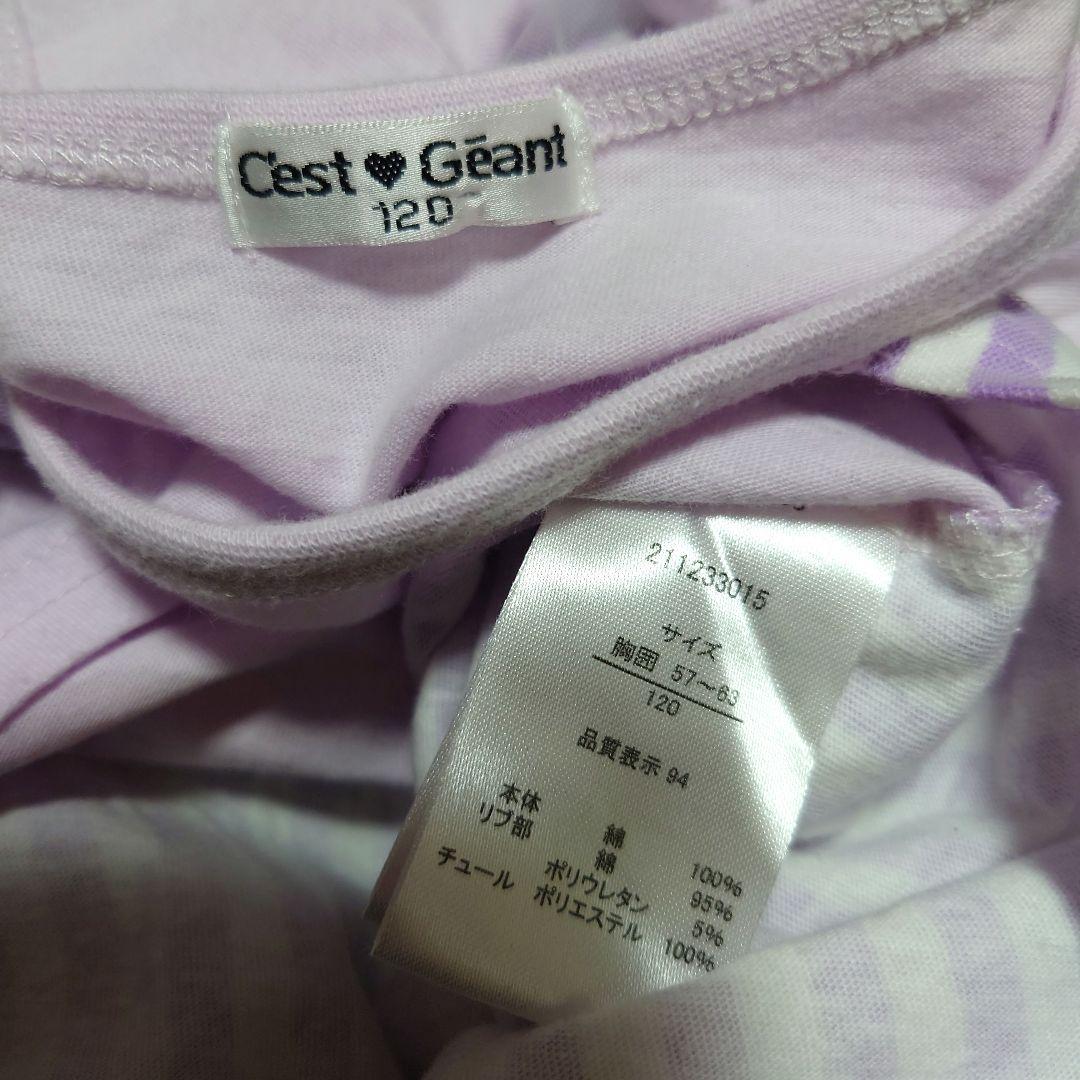 C'est ♥ Géant
120
211233015
サイズ
胸囲 57～63
120
品質表示 94
本体 綿 100%
リブ部 綿 95%
ポリウレタン 5%
チュール ポリエステル 100%